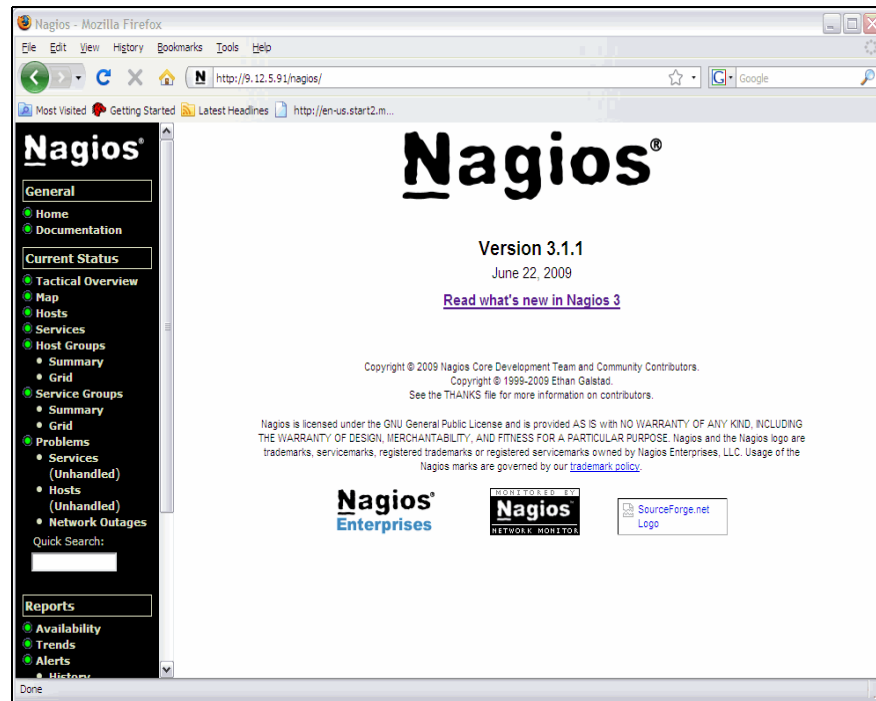 Nagios - Mozilla Firefox
File Edit View History Bookmarks Tools Help
N http://9.12.5.91/nagios/ G Google
Most Visited Getting Started Latest Headlines http://en-us.start2.m...
Nagios®
General
Home
Documentation
Current Status
Tactical Overview
Map
Hosts
Services
Host Groups
Summary
Grid
Service Groups
Summary
Grid
Problems
Services
(Unhandled)
Hosts
(Unhandled)
Network Outages
Quick Search:
Reports
Availability
Trends
Alerts
History
Nagios®
Version 3.1.1
June 22, 2009
Read what's new in Nagios 3
Copyright © 2009 Nagios Core Development Team and Community Contributors.
Copyright © 1999-2009 Ethan Galstad.
See the THANKS file for more information on contributors.
Nagios is licensed under the GNU General Public License and is provided AS IS with NO WARRANTY OF ANY KIND, INCLUDING
THE WARRANTY OF DESIGN, MERCHANTABILITY, AND FITNESS FOR A PARTICULAR PURPOSE. Nagios and the Nagios logo are
trademarks, servicemarks, registered trademarks or registered servicemarks owned by Nagios Enterprises, LLC. Usage of the
Nagios marks are governed by our trademark policy.
Nagios®
Enterprises
MONITORED BY
Nagios™
NETWORK MONITOR
SourceForge.net
Logo
Done